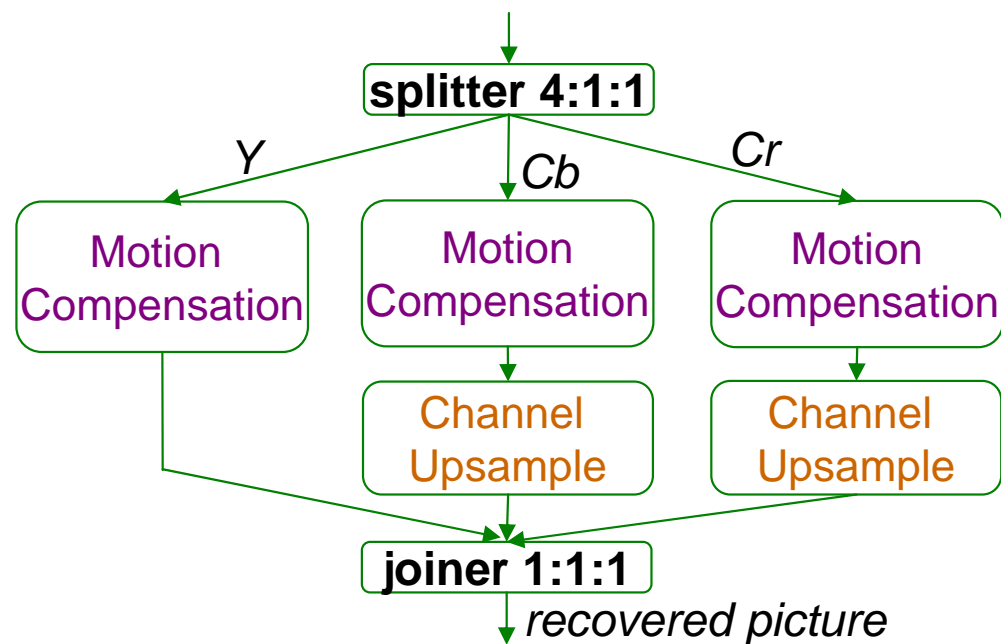 splitter 4:1:1
Y
Cb
Cr
Motion
Compensation
Motion
Compensation
Motion
Compensation
Channel
Upsample
Channel
Upsample
joiner 1:1:1
recovered picture